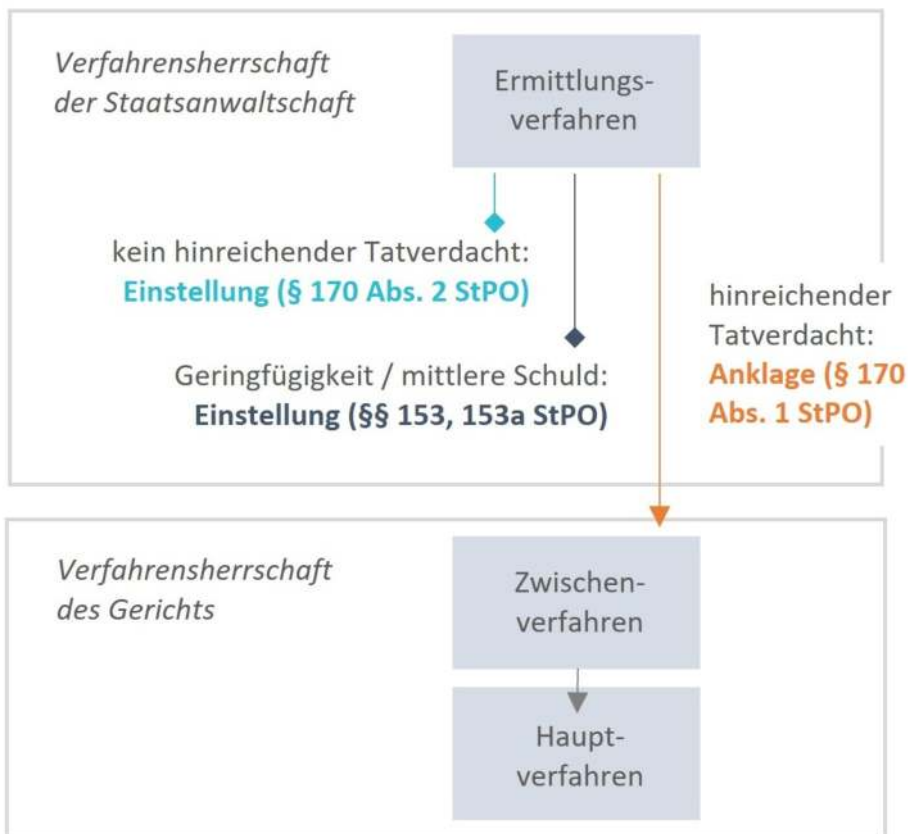 Verfahrensherrschaft
der Staatsanwaltschaft
Ermittlungs-
verfahren
kein hinreichender Tatverdacht:
Einstellung (§ 170 Abs. 2 StPO)
Geringfügigkeit / mittlere Schuld:
Einstellung (§§ 153, 153a StPO)
hinreichender
Tatverdacht:
Anklage (§ 170
Abs. 1 StPO)
Verfahrensherrschaft
des Gerichts
Zwischen-
verfahren
Haupt-
verfahren